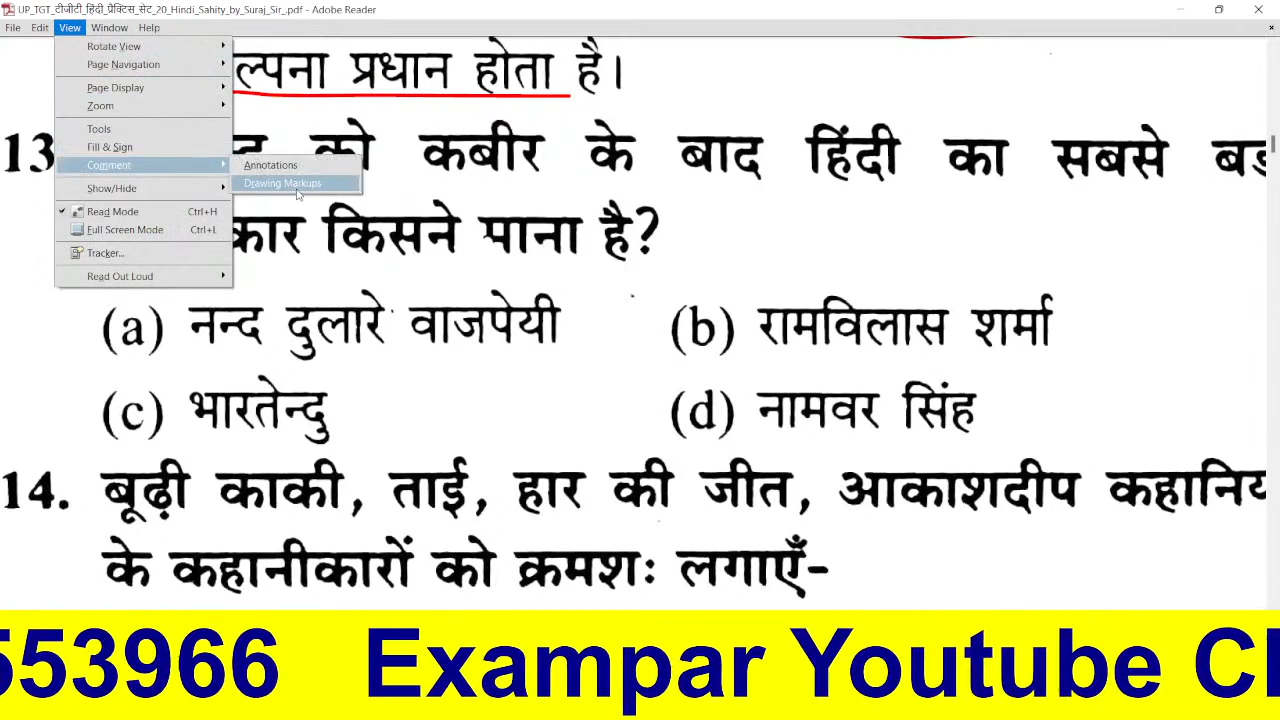 UP_TGT_टीजीटी_हिंदी_प्रैक्टिस_सेट_20_Hindi_Sahity_by_Suraj_Sir_.pdf - Adobe Reader
File Edit View Window Help
Rotate View
Page Navigation
Page Display
Zoom
Tools
Fill & Sign
Comment
Annotations
Drawing Markups
Show/Hide
Read Mode Ctrl+H
Full Screen Mode Ctrl+L
Tracker...
Read Out Loud
ल्पना प्रधान होता है।
13 को कबीर के बाद हिंदी का सबसे
कार किसने पाना है?
(a) नन्द दुलारे वाजपेयी (b) रामविलास शर्मा
(c) भारतेन्दु (d) नामवर सिंह
14. बूढ़ी काकी, ताई, हार की जीत, आकाशदीप कहानिय
के कहानीकारों को क्रमशः लगाएँ-
553966 Exampar Youtube